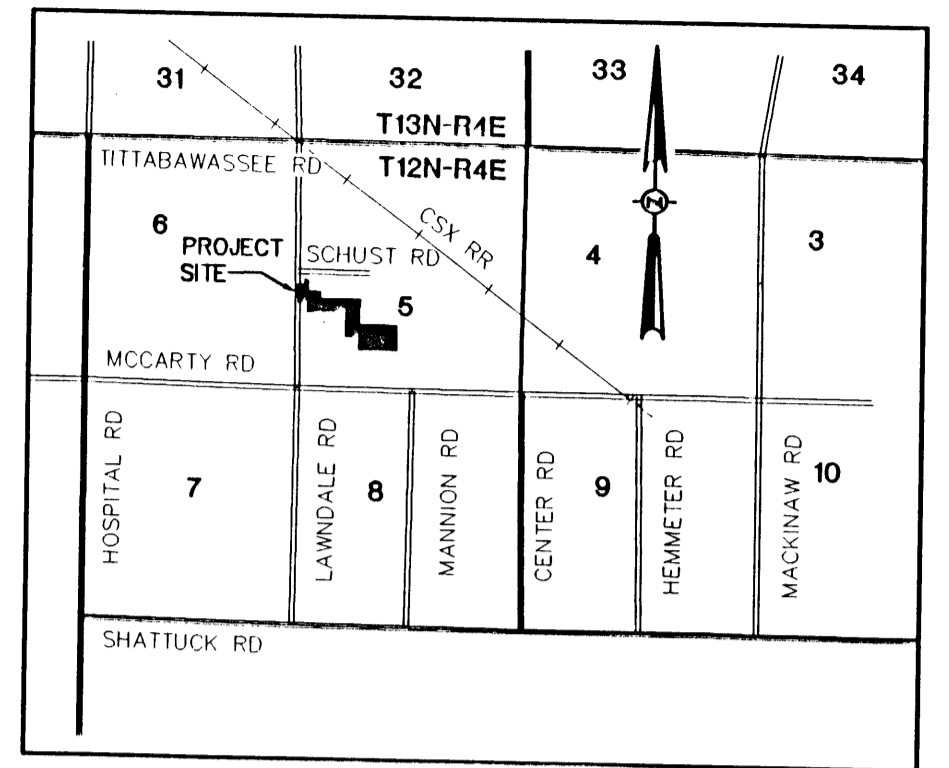 31
32
33
34
T13N-R4E
TITTABAWASSEE RD
T12N-R4E
6
CSX RR
4
3
PROJECT
SITE
SCHUST RD
5
MCCARTY RD
HOSPITAL RD
7
LAWNDALE RD
8
MANNION RD
CENTER RD
9
HEMMETER RD
MACKINAW RD
10
SHATTUCK RD
Z